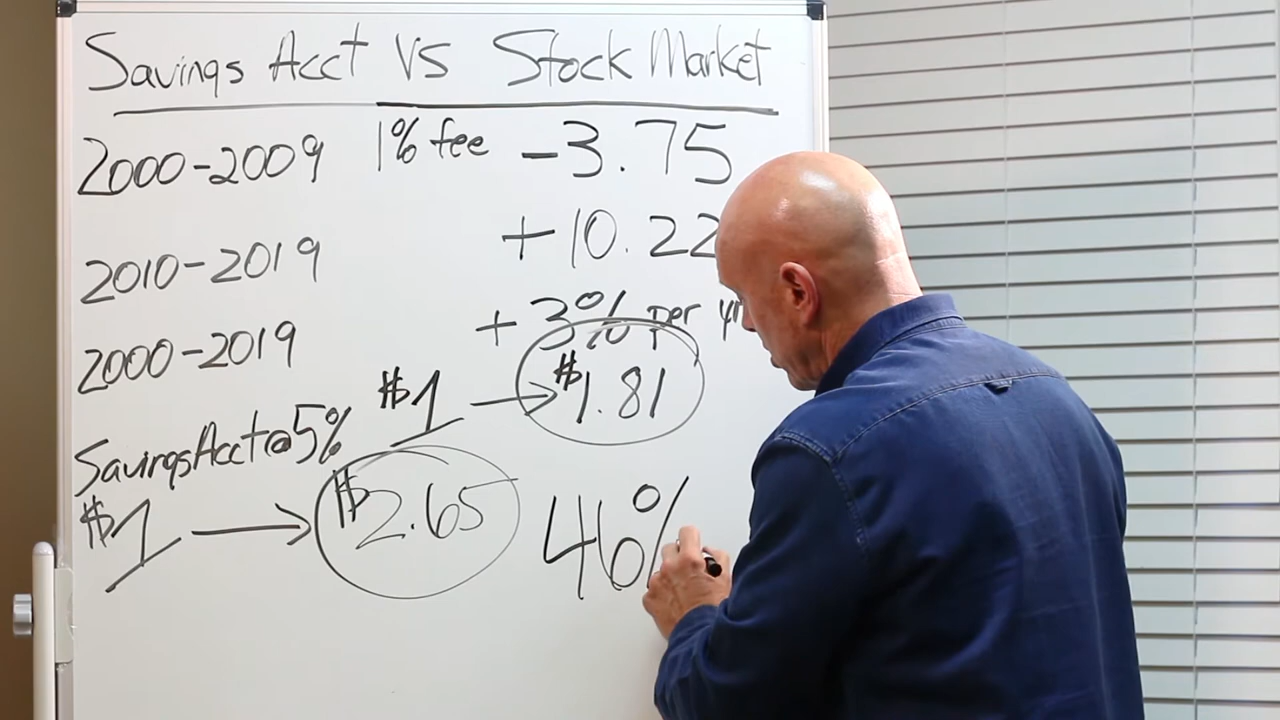 Savings Acct VS Stock Market
2000-2009 1% fee -3.75
2010-2019 +10.22
2000-2019 +3% per yr
$1 → $1.81
Savings Acct @ 5%
$1 → $2.65 46%